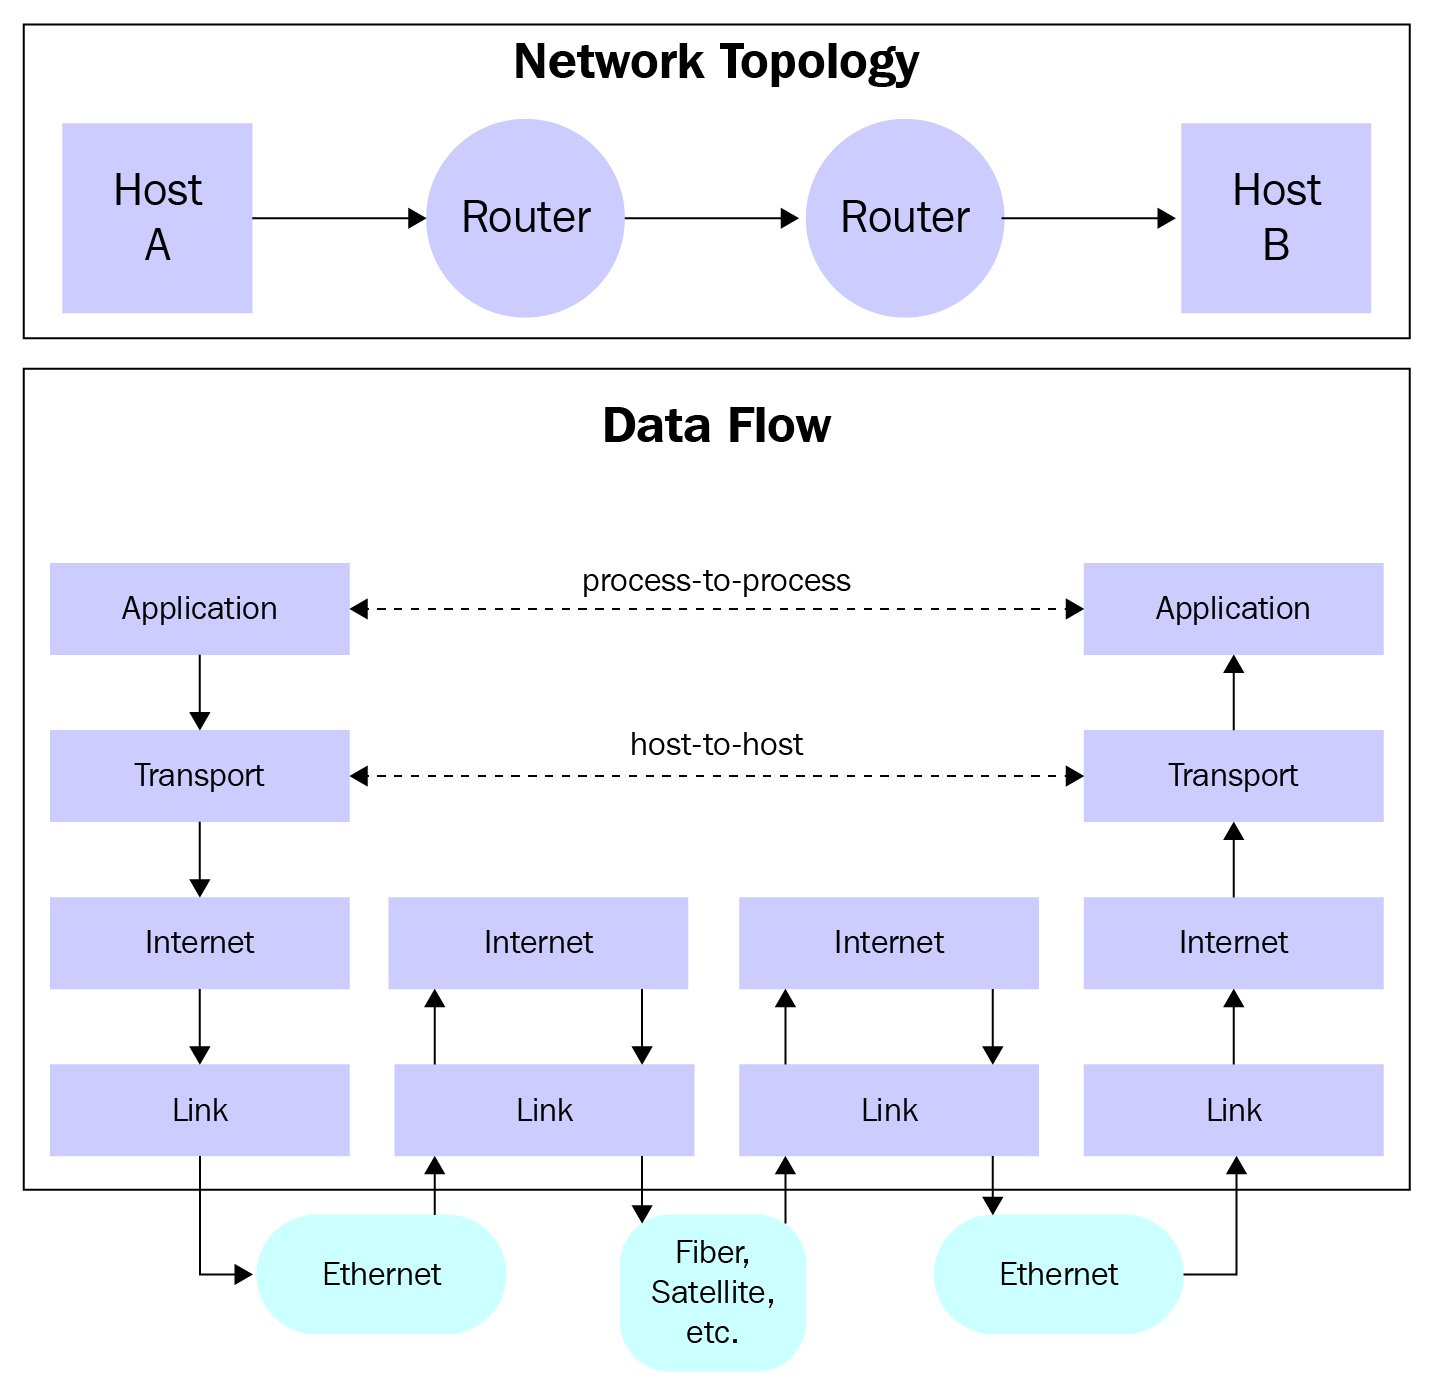 Network Topology
Host
A
Router
Router
Host
B
Data Flow
process-to-process
Application
Application
host-to-host
Transport
Transport
Internet
Internet
Internet
Internet
Link
Link
Link
Link
Ethernet
Fiber,
Satellite,
etc.
Ethernet